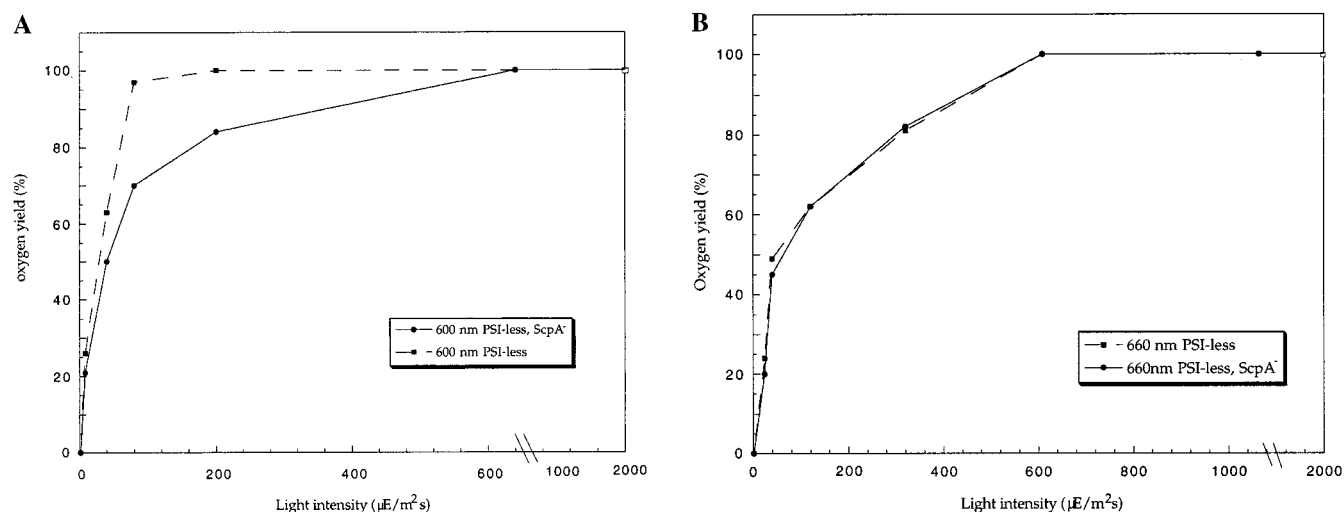 A
100
80
60
40
20
0
oxygen yield (%)
600 nm PSI-less, ScpA-
600 nm PSI-less
0 200 400 600 1000 2000
Light intensity (µE/m²s)
B
100
80
60
40
20
0
Oxygen yield (%)
660 nm PSI-less
660nm PSI-less, ScpA-
0 200 400 600 800 1000 2000
Light intensity (µE/m²s)